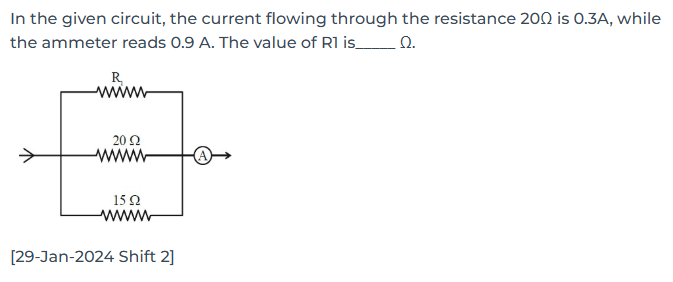 In the given circuit, the current flowing through the resistance 20Ω is 0.3A, while
the ammeter reads 0.9 A. The value of R1 is_____ Ω.
R₁
20 Ω
A
15 Ω
[29-Jan-2024 Shift 2]